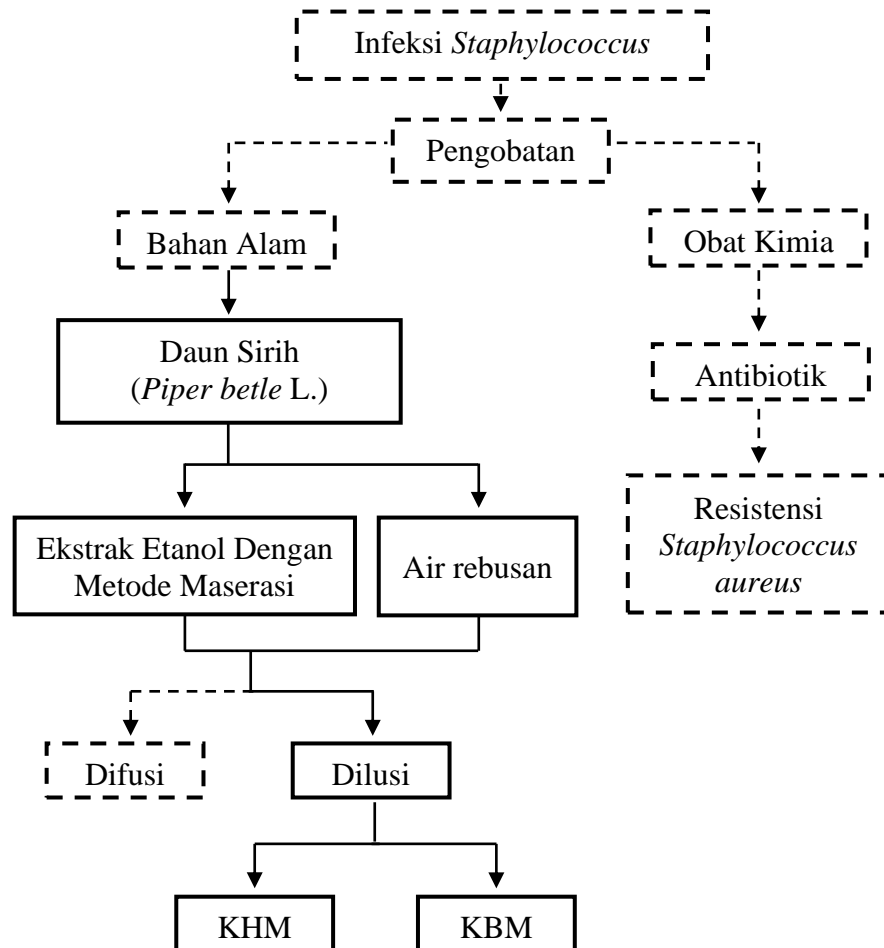 Infeksi Staphylococcus
Pengobatan
Bahan Alam
Obat Kimia
Daun Sirih
(Piper betle L.)
Antibiotik
Ekstrak Etanol Dengan
Metode Maserasi
Air rebusan
Resistensi
Staphylococcus
aureus
Difusi
Dilusi
KHM
KBM